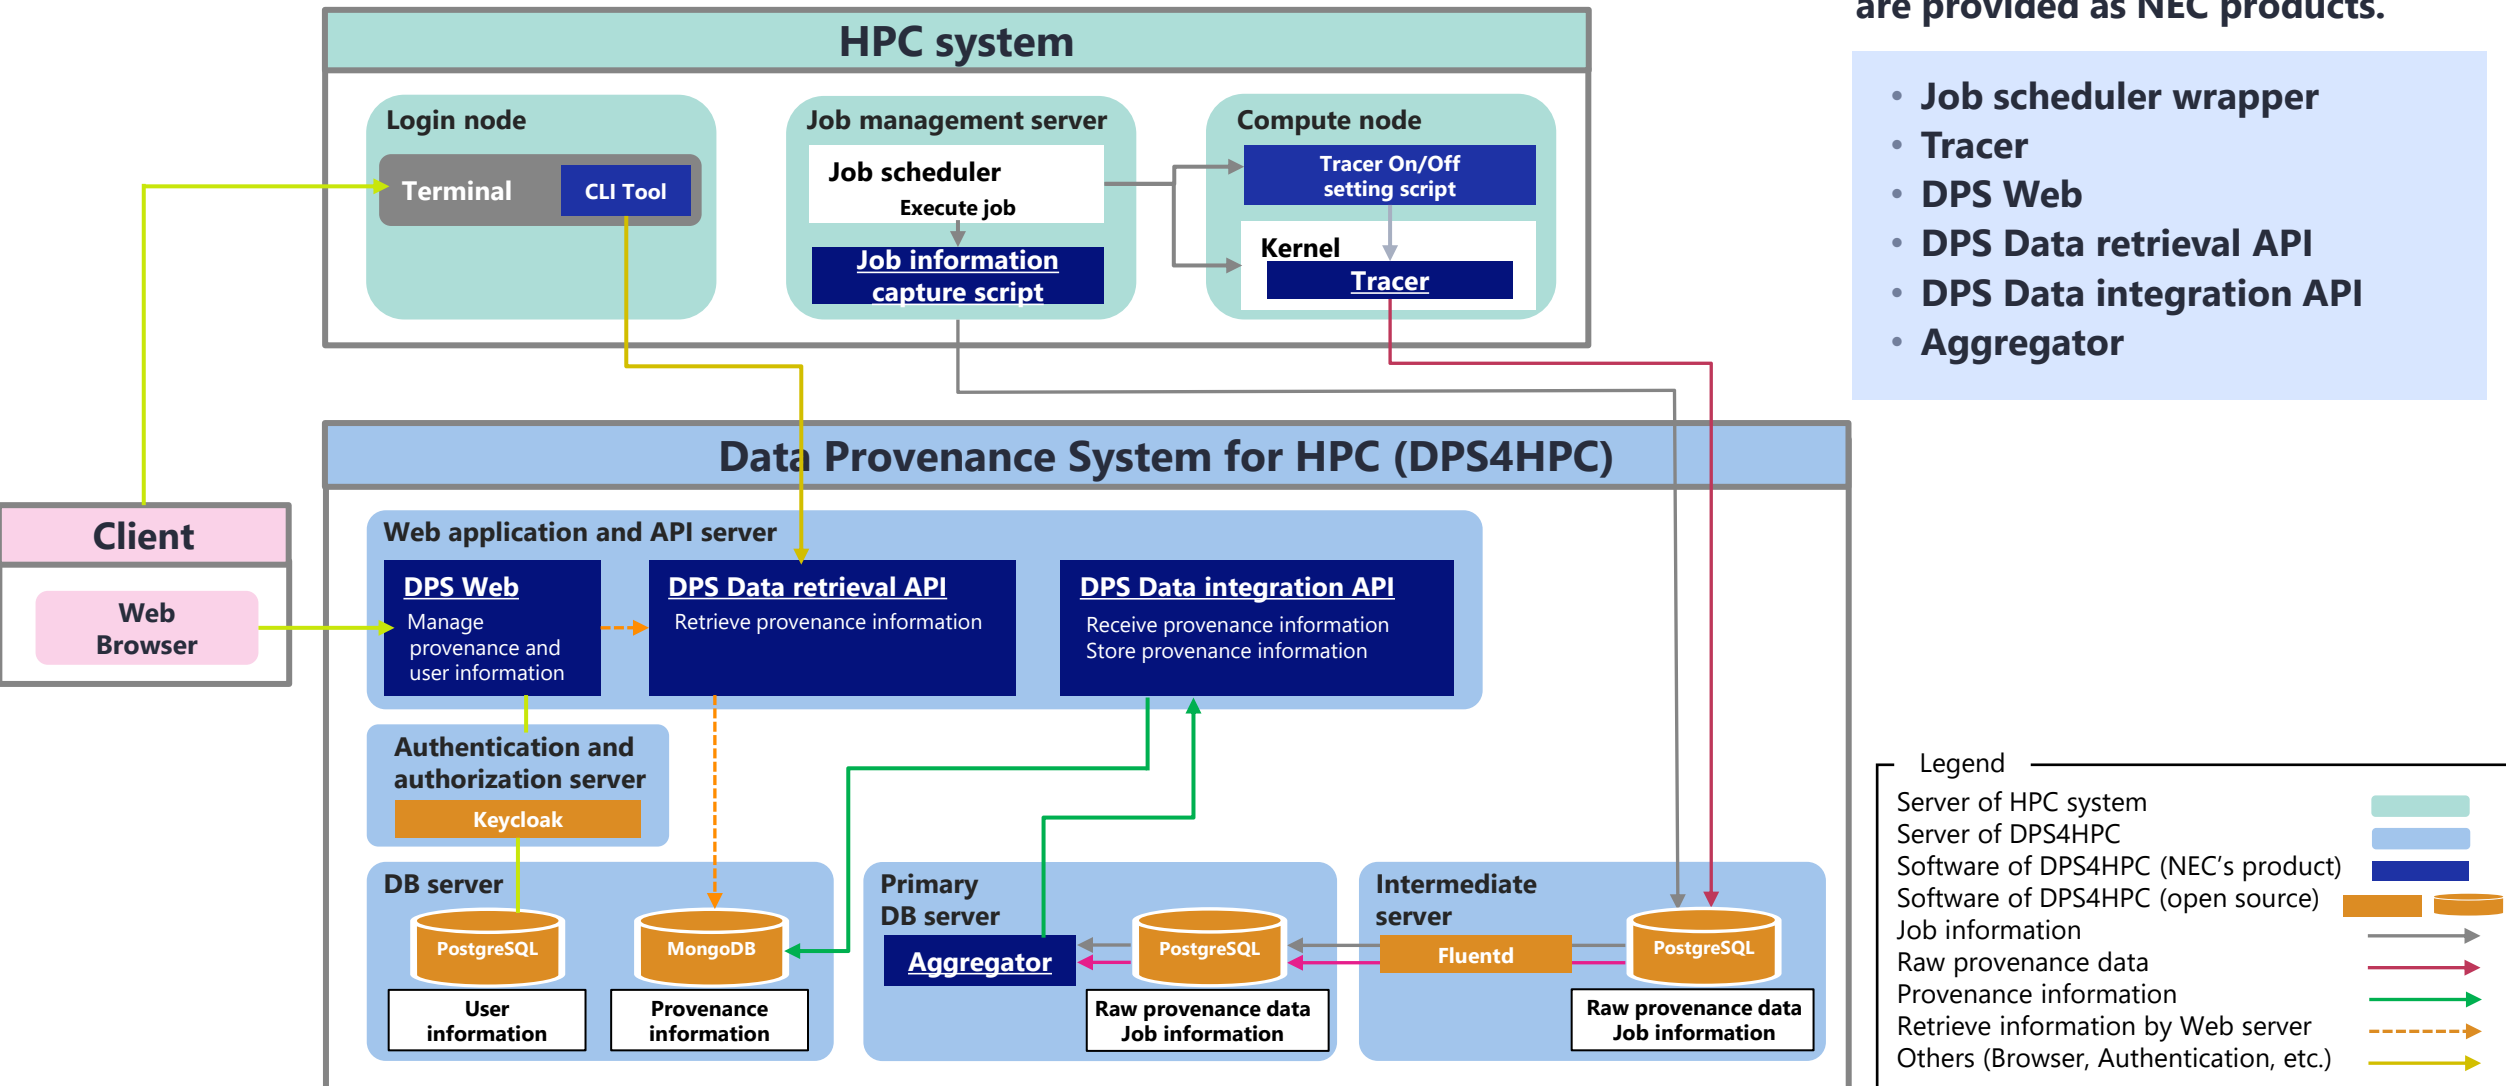 are provided as NEC products.
HPC system
Login node
Terminal
CLI Tool
Job management server
Job scheduler
Execute job
Job information
capture script
Compute node
Tracer On/Off
setting script
Kernel
Tracer
• Job scheduler wrapper
• Tracer
• DPS Web
• DPS Data retrieval API
• DPS Data integration API
• Aggregator
Data Provenance System for HPC (DPS4HPC)
Client
Web
Browser
Web application and API server
DPS Web
Manage
provenance and
user information
DPS Data retrieval API
Retrieve provenance information
DPS Data integration API
Receive provenance information
Store provenance information
Authentication and
authorization server
Keycloak
DB server
PostgreSQL
User
information
MongoDB
Provenance
information
Primary
DB server
Aggregator
PostgreSQL
Raw provenance data
Job information
Intermediate
server
Fluentd
PostgreSQL
Raw provenance data
Job information
Legend
Server of HPC system
Server of DPS4HPC
Software of DPS4HPC (NEC’s product)
Software of DPS4HPC (open source)
Job information
Raw provenance data
Provenance information
Retrieve information by Web server
Others (Browser, Authentication, etc.)